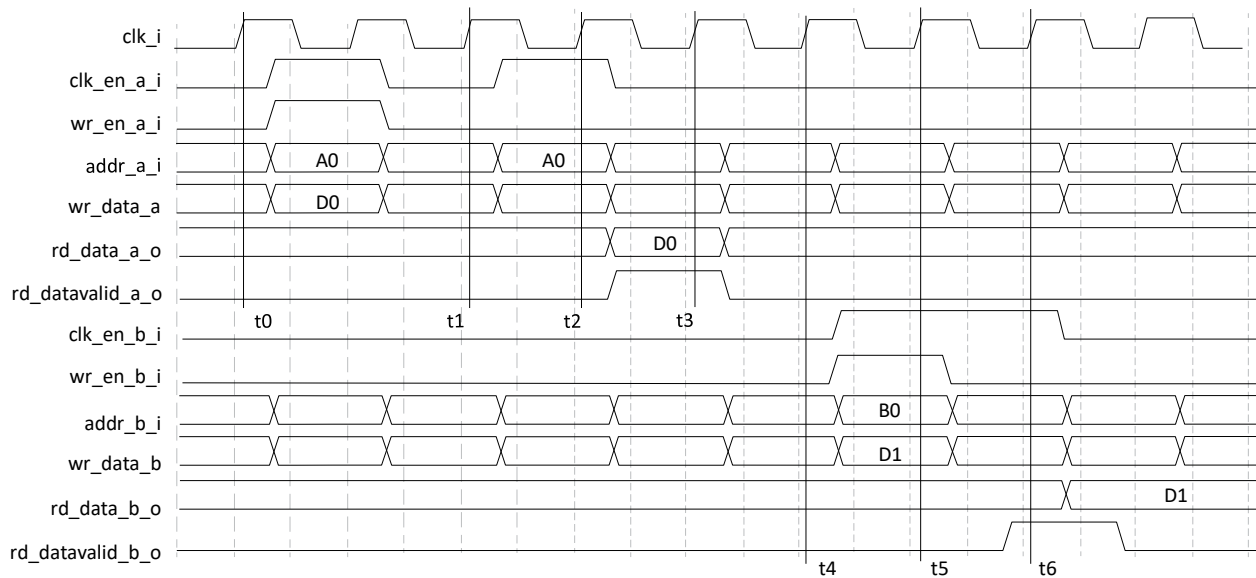 clk_i
clk_en_a_i
wr_en_a_i
addr_a_i A0 A0
wr_data_a D0
rd_data_a_o D0
rd_datavalid_a_o
t0 t1 t2 t3
clk_en_b_i
wr_en_b_i
addr_b_i B0
wr_data_b D1
rd_data_b_o D1
rd_datavalid_b_o
t4 t5 t6